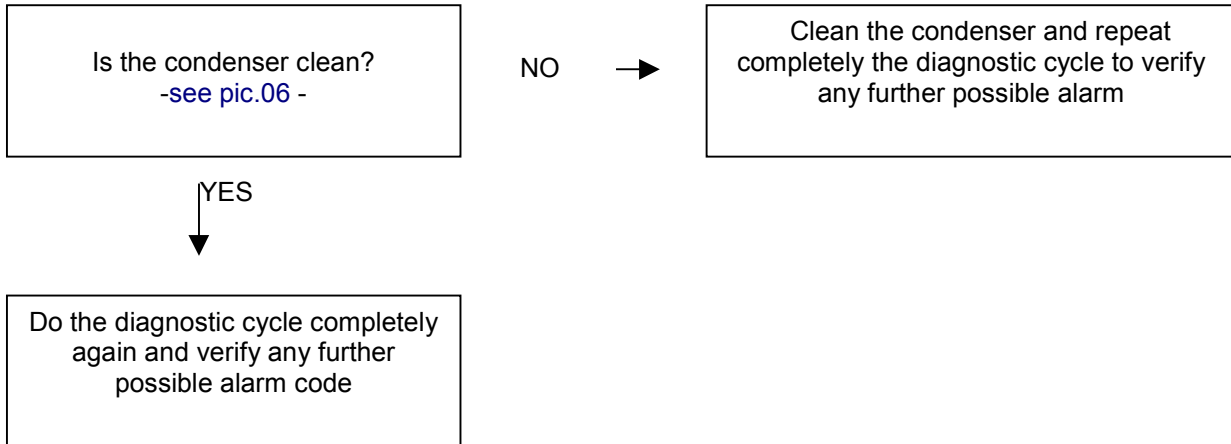 Is the condenser clean?
-see pic.06 -
NO
Clean the condenser and repeat
completely the diagnostic cycle to verify
any further possible alarm
YES
Do the diagnostic cycle completely
again and verify any further
possible alarm code